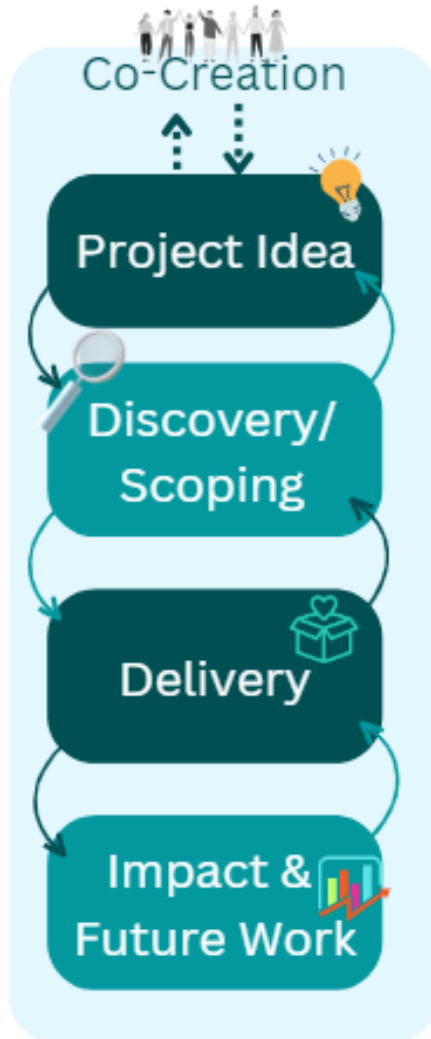 Co-Creation
Project Idea
Discovery/
Scoping
Delivery
Impact &
Future Work